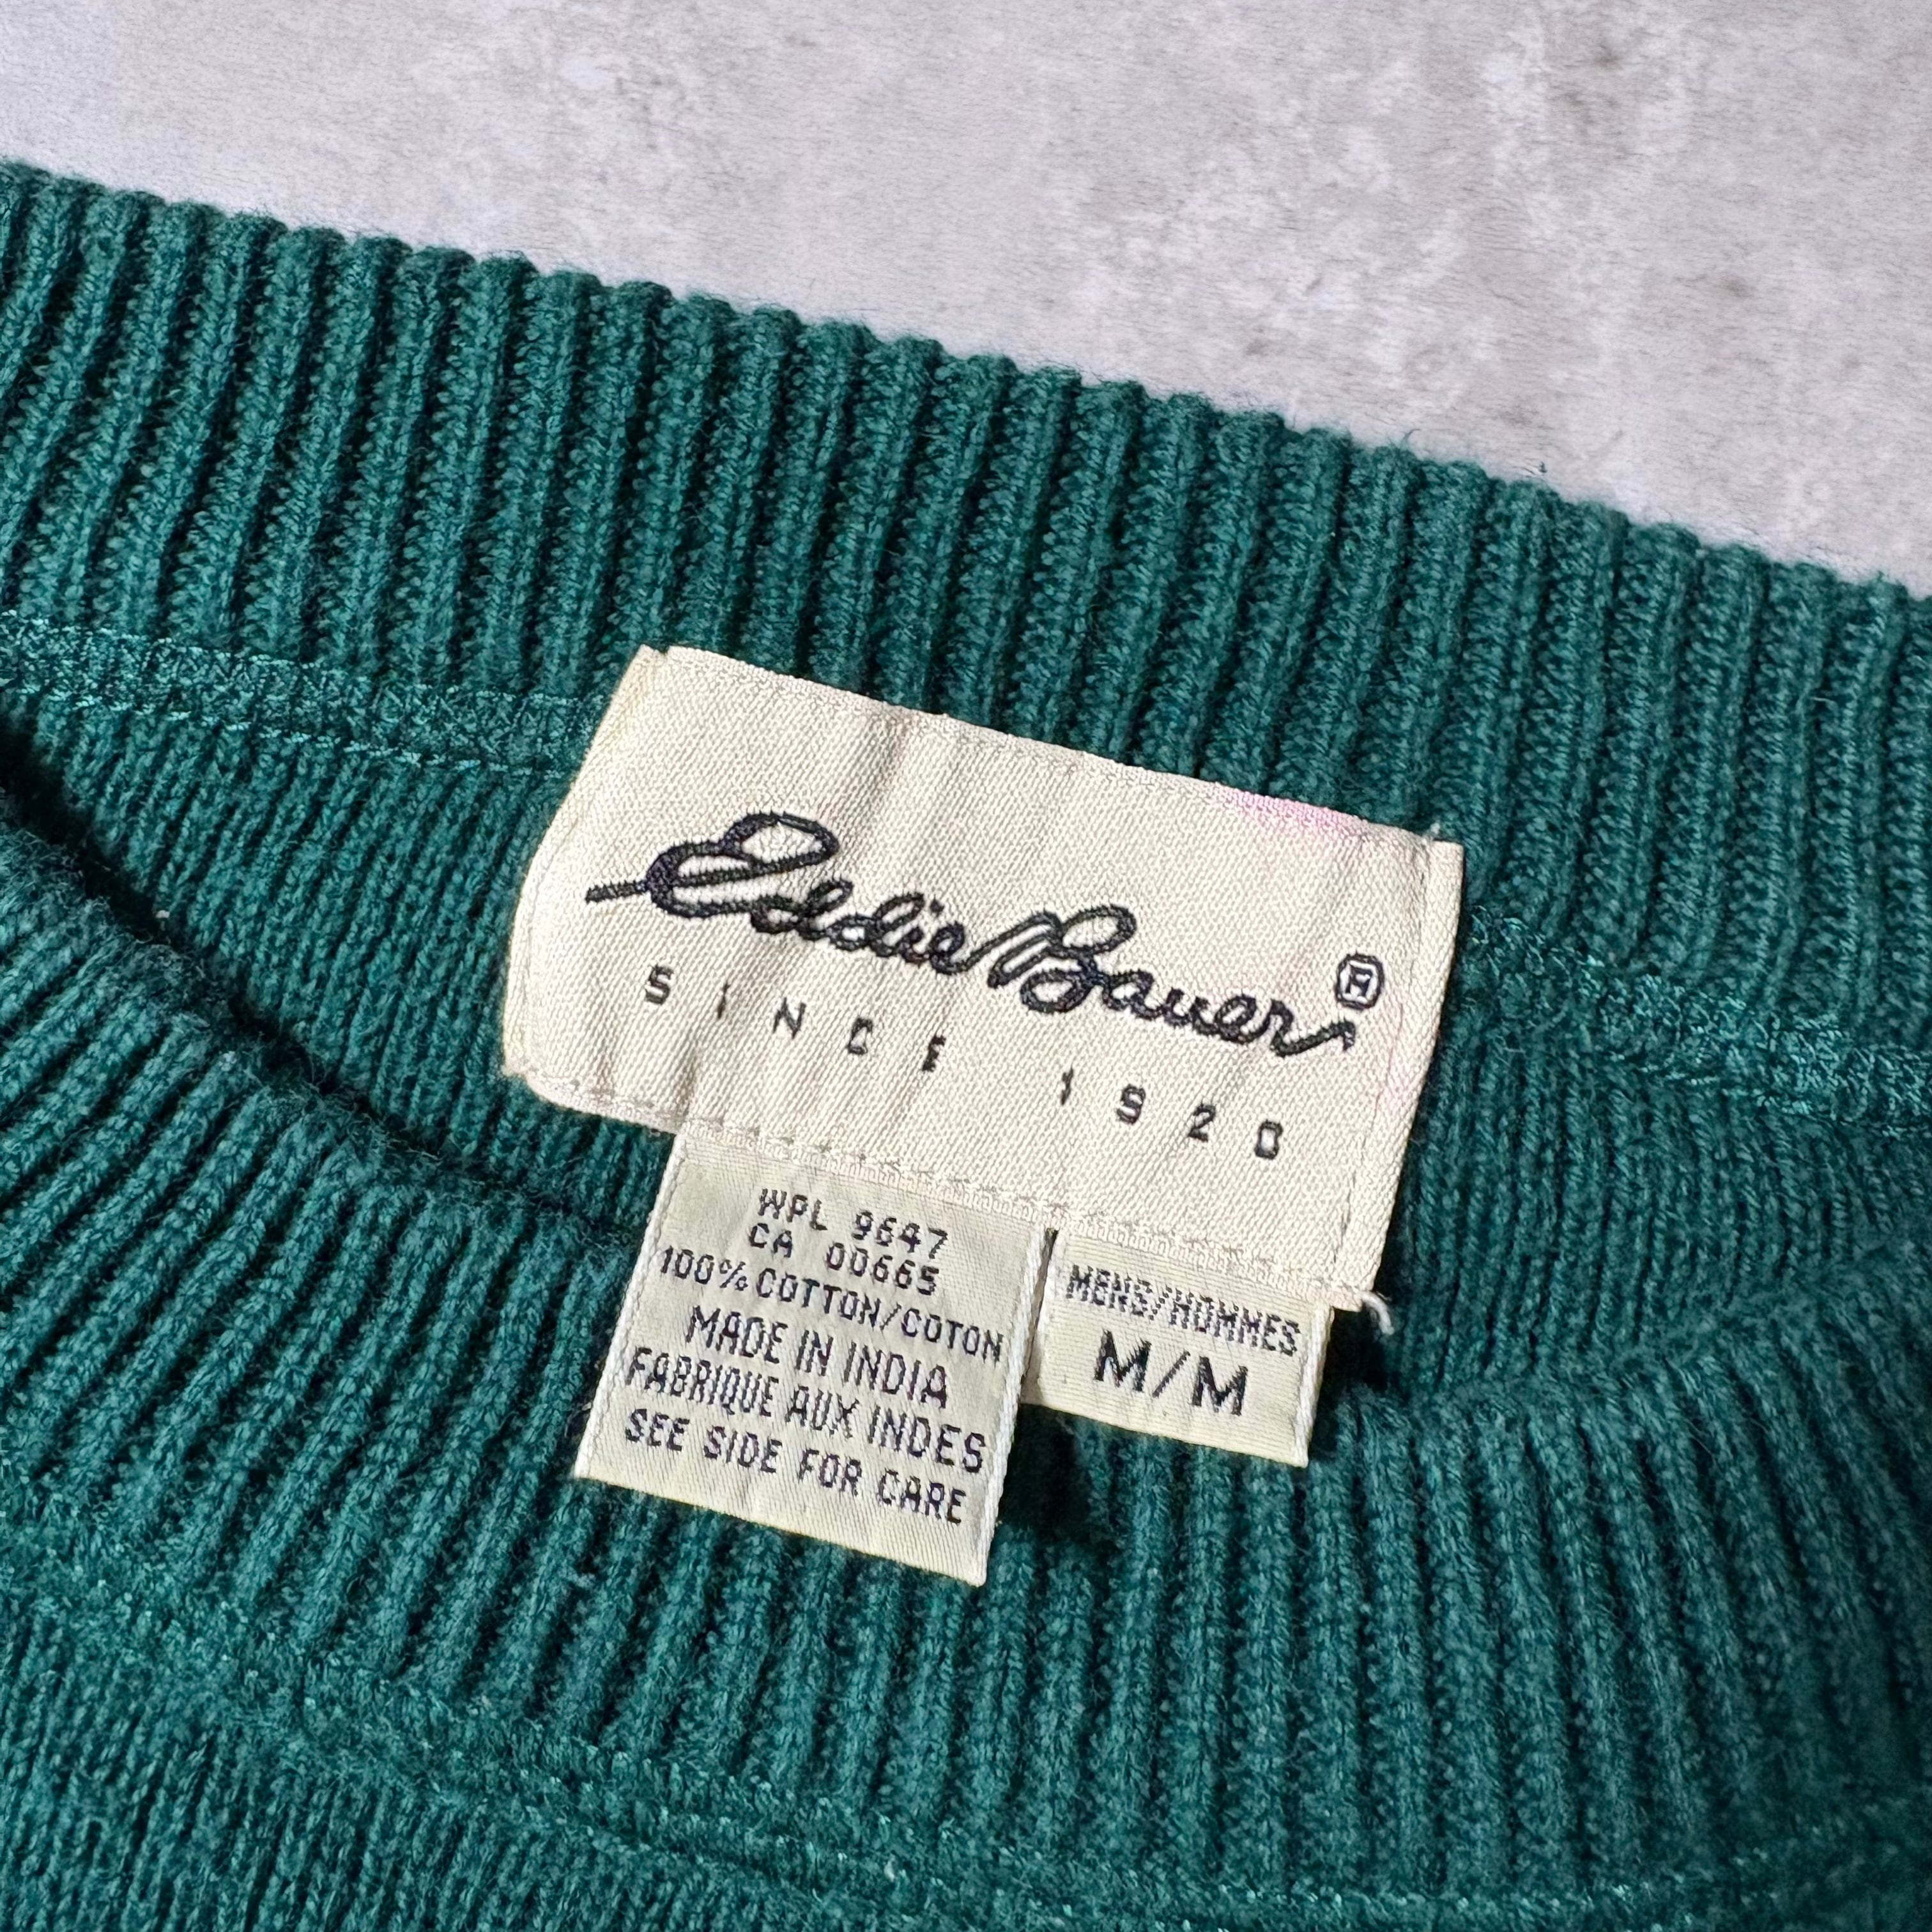 Eddie Bauer®
SINCE 1920
WPL 9647
CA 00665
100% COTTON/COTON
MADE IN INDIA
FABRIQUE AUX INDES
SEE SIDE FOR CARE
MENS/HOMMES
M/M